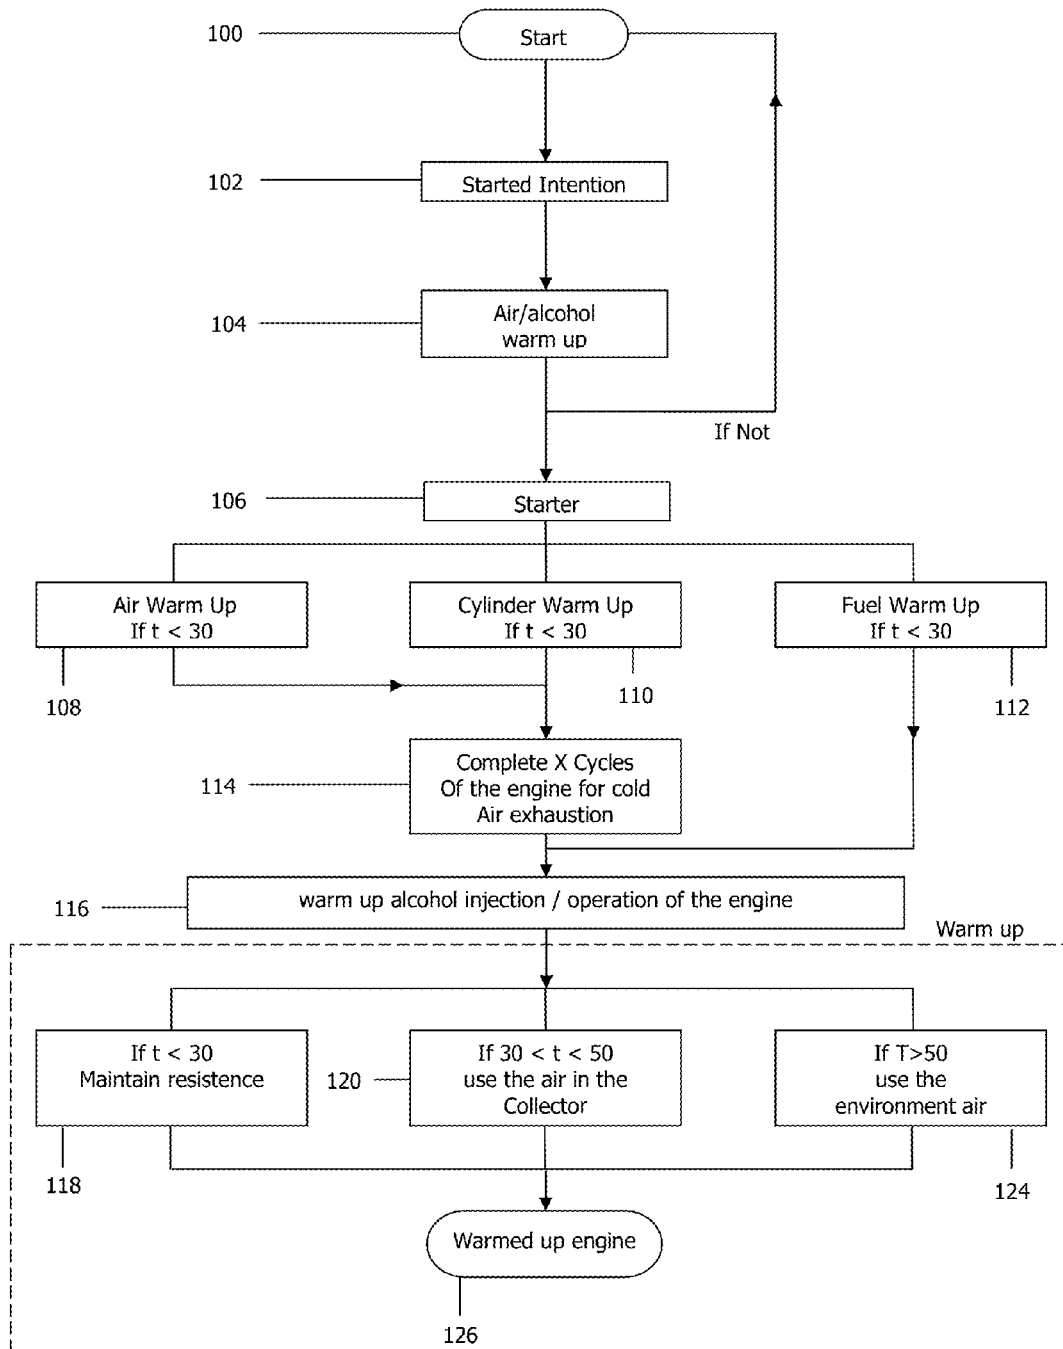 100
Start
102
Started Intention
104
Air/alcohol
warm up
If Not
106
Starter
Air Warm Up
If t < 30
Cylinder Warm Up
If t < 30
Fuel Warm Up
If t < 30
108
110
112
114
Complete X Cycles
Of the engine for cold
Air exhaustion
116
warm up alcohol injection / operation of the engine
Warm up
If t < 30
Maintain resistence
120
If 30 < t < 50
use the air in the
Collector
If T>50
use the
environment air
118
124
Warmed up engine
126